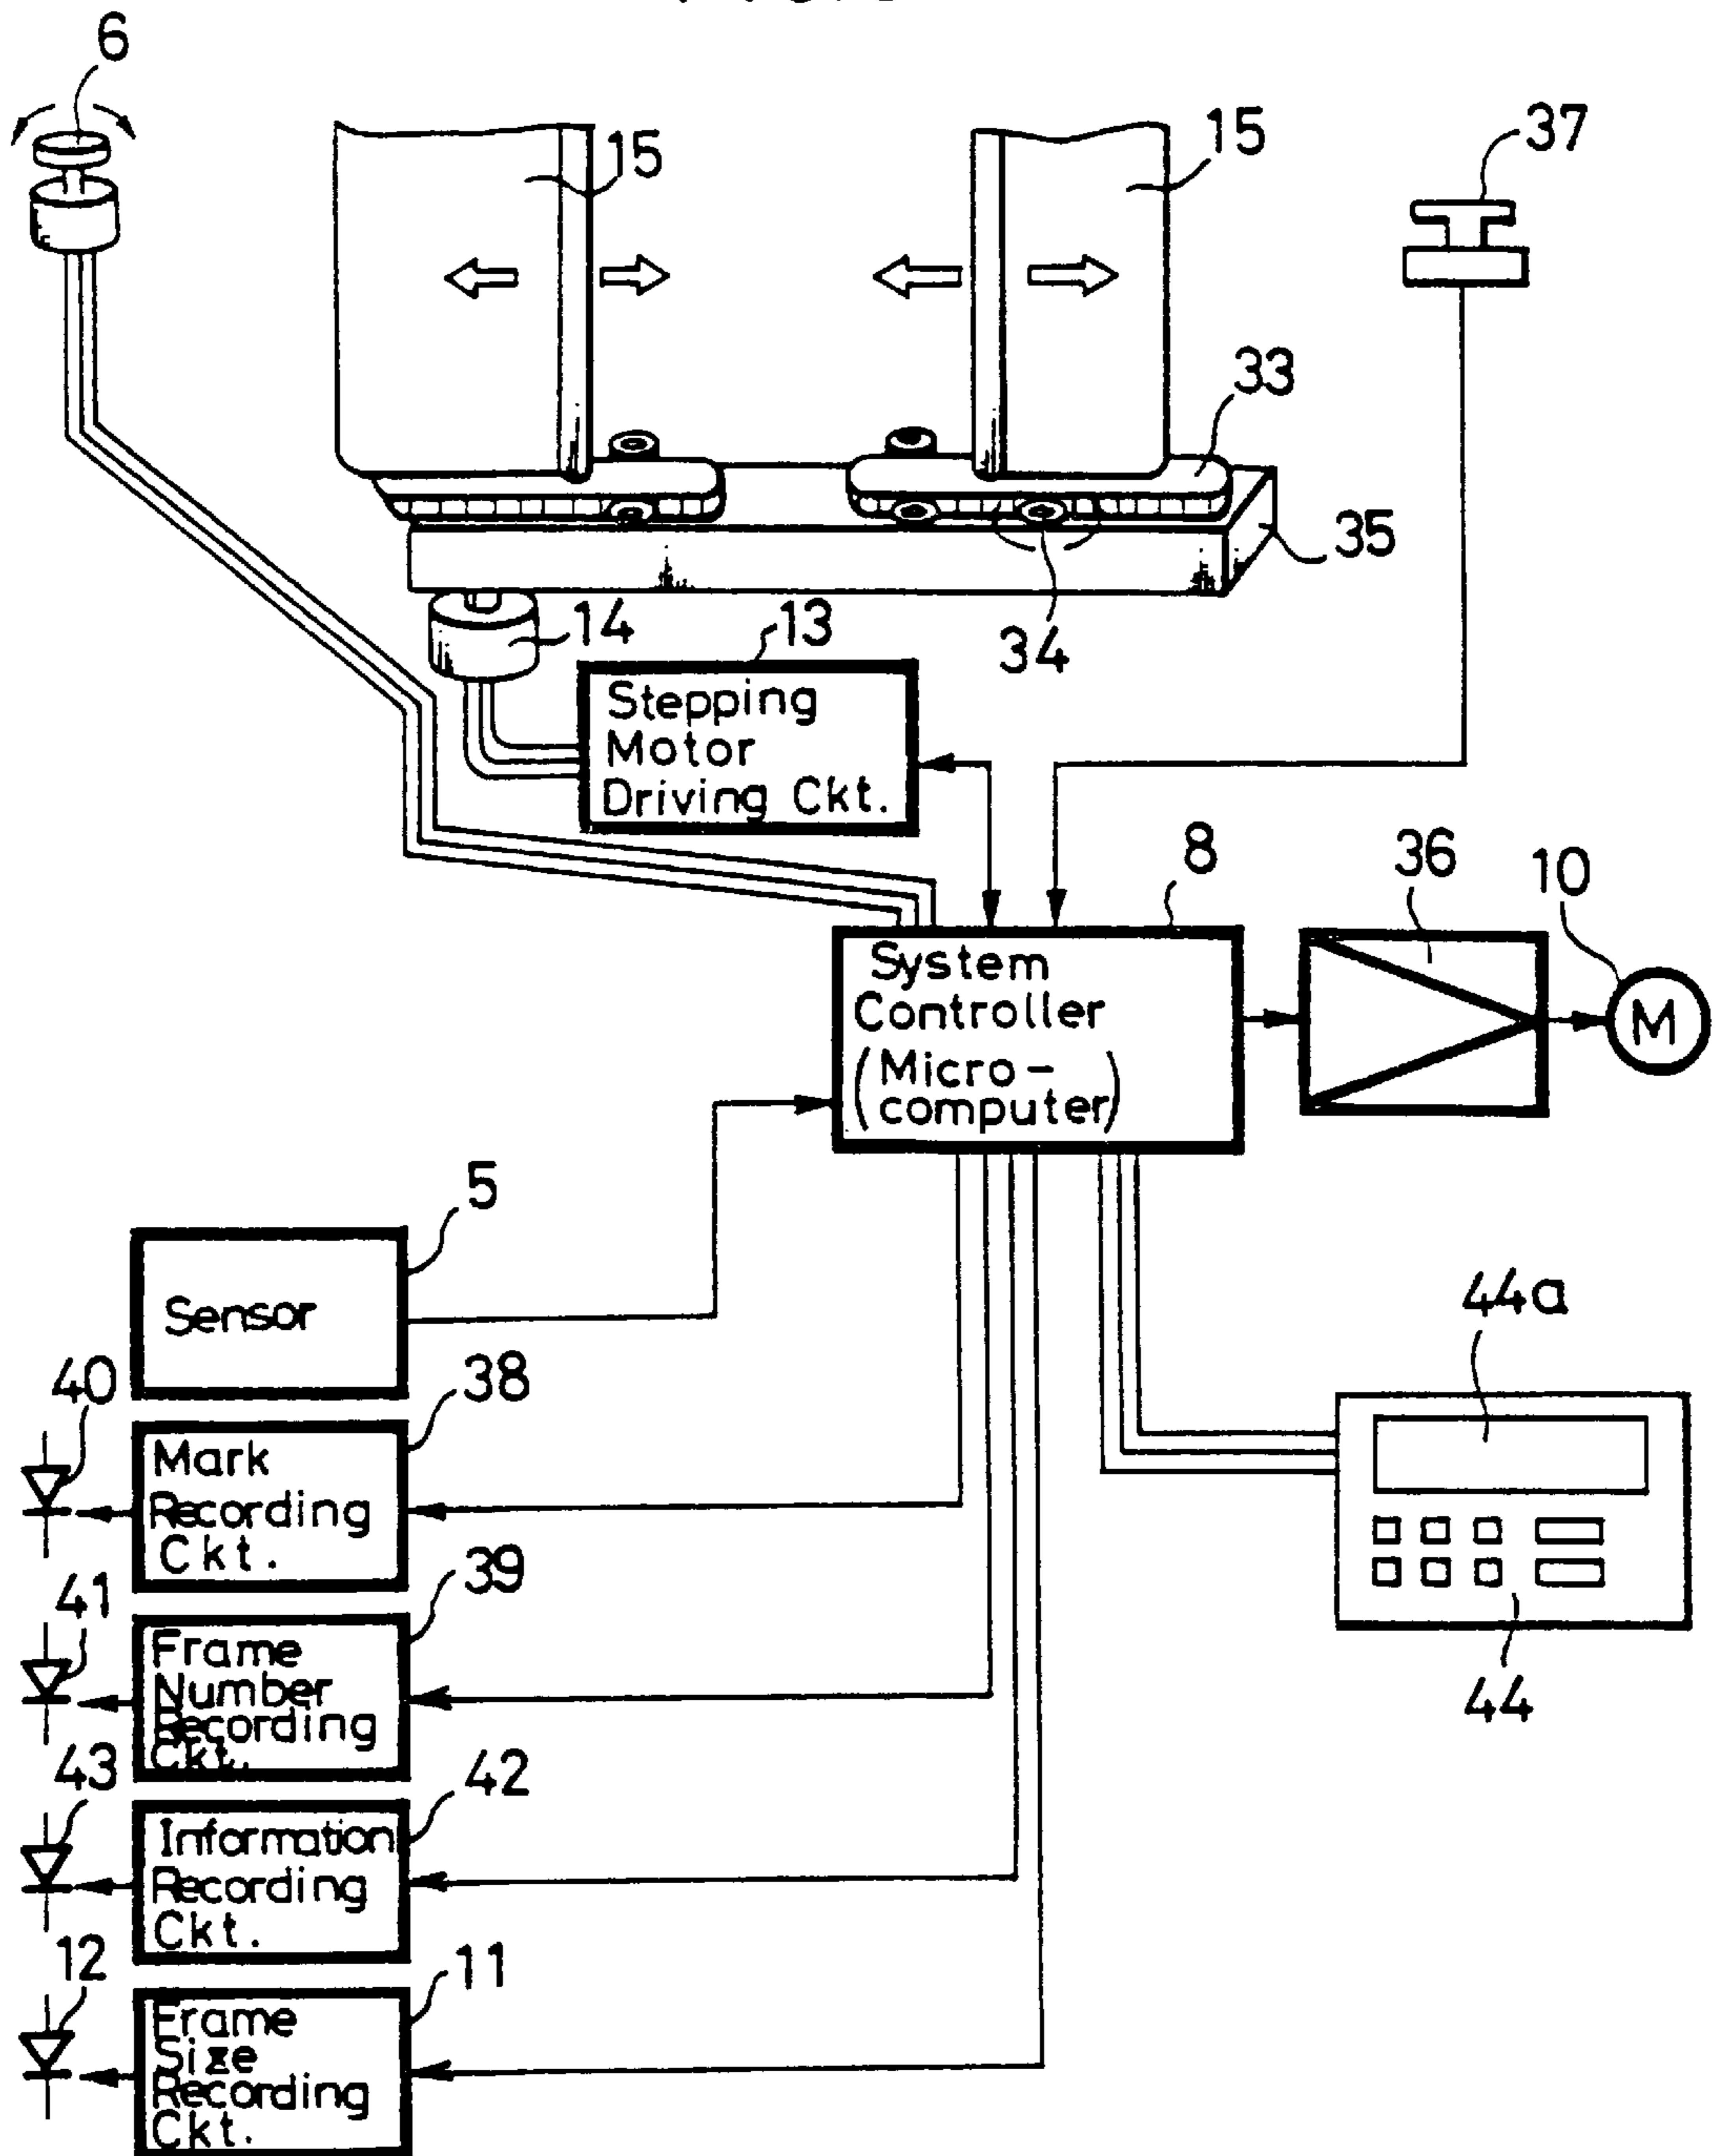 6
15
15
37
33
35
14
13
34
Stepping
Motor
Driving Ckt.
8
36
10
System
Controller
(Micro-
computer)
M
5
Sensor
44a
40
38
Mark
Recording
Ckt.
41
39
Frame
Number
Recording
Ckt.
44
43
42
Information
Recording
Ckt.
12
11
Frame
Size
Recording
Ckt.